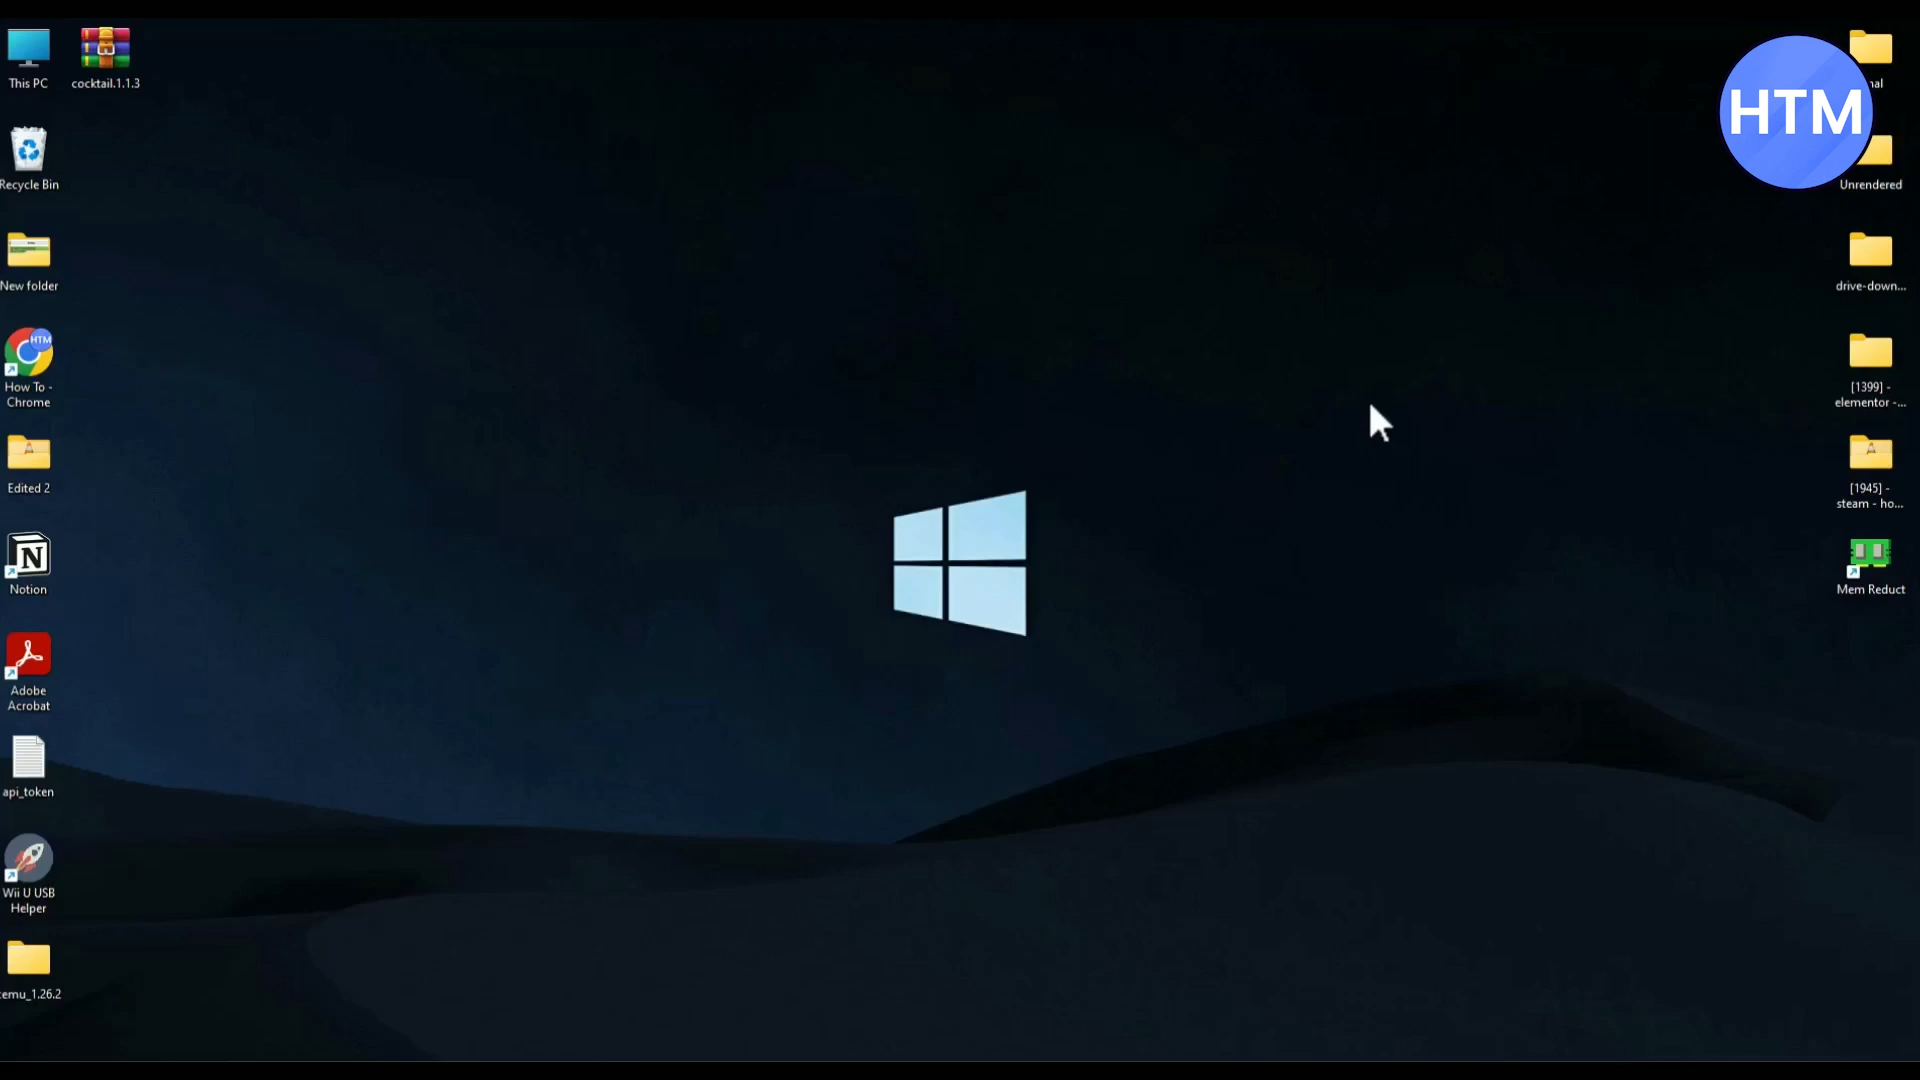 This PC
cocktail.1.1.3
Recycle Bin
New folder
HTM
How To -
Chrome
Edited 2
N
Notion
Adobe
Acrobat
api_token
Wii U USB
Helper
emu_1.26.2
HTM
Unrendered
drive-down...
[1399] -
elementor -...
[1945] -
steam - ho...
Mem Reduct